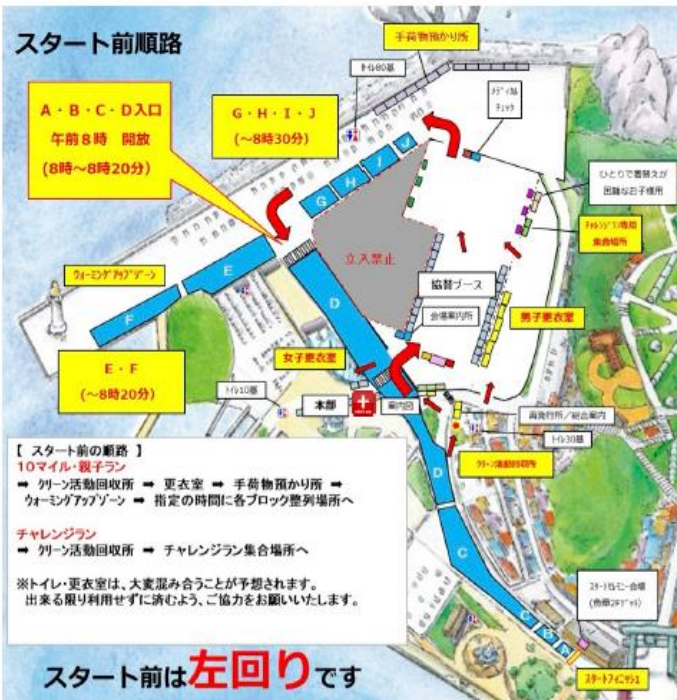 スタート前順路
手荷物預かり所
トイレ80基
A・B・C・D入口
午前8時 開放
(8時～8時20分)
G・H・I・J
(～8時30分)
メディカル
チェック
ひとりで着替えが
困難なお子様用
チャレンジラン専用
集合場所
J
I
H
G
立入禁止
ウォーミングアップゾーン
E
F
D
協賛ブース
会場案内所
男子更衣室
女子更衣室
E・F
(～8時20分)
トイレ10基
本部
案内図
再発行所／総合案内
トイレ30基
クリーン活動回収所
D
C
【 スタート前の順路 】
10マイル・親子ラン
➡ クリーン活動回収所 ➡ 更衣室 ➡ 手荷物預かり所 ➡
ウォーミングアップゾーン ➡ 指定の時間に各ブロック整列場所へ
チャレンジラン
➡ クリーン活動回収所 ➡ チャレンジラン集合場所へ
※トイレ・更衣室は、大変混み合うことが予想されます。
出来る限り利用せずに済むよう、ご協力をお願いいたします。
スタートセレモニー会場
C
B
A
スタートフィニッシュ
スタート前は左回りです